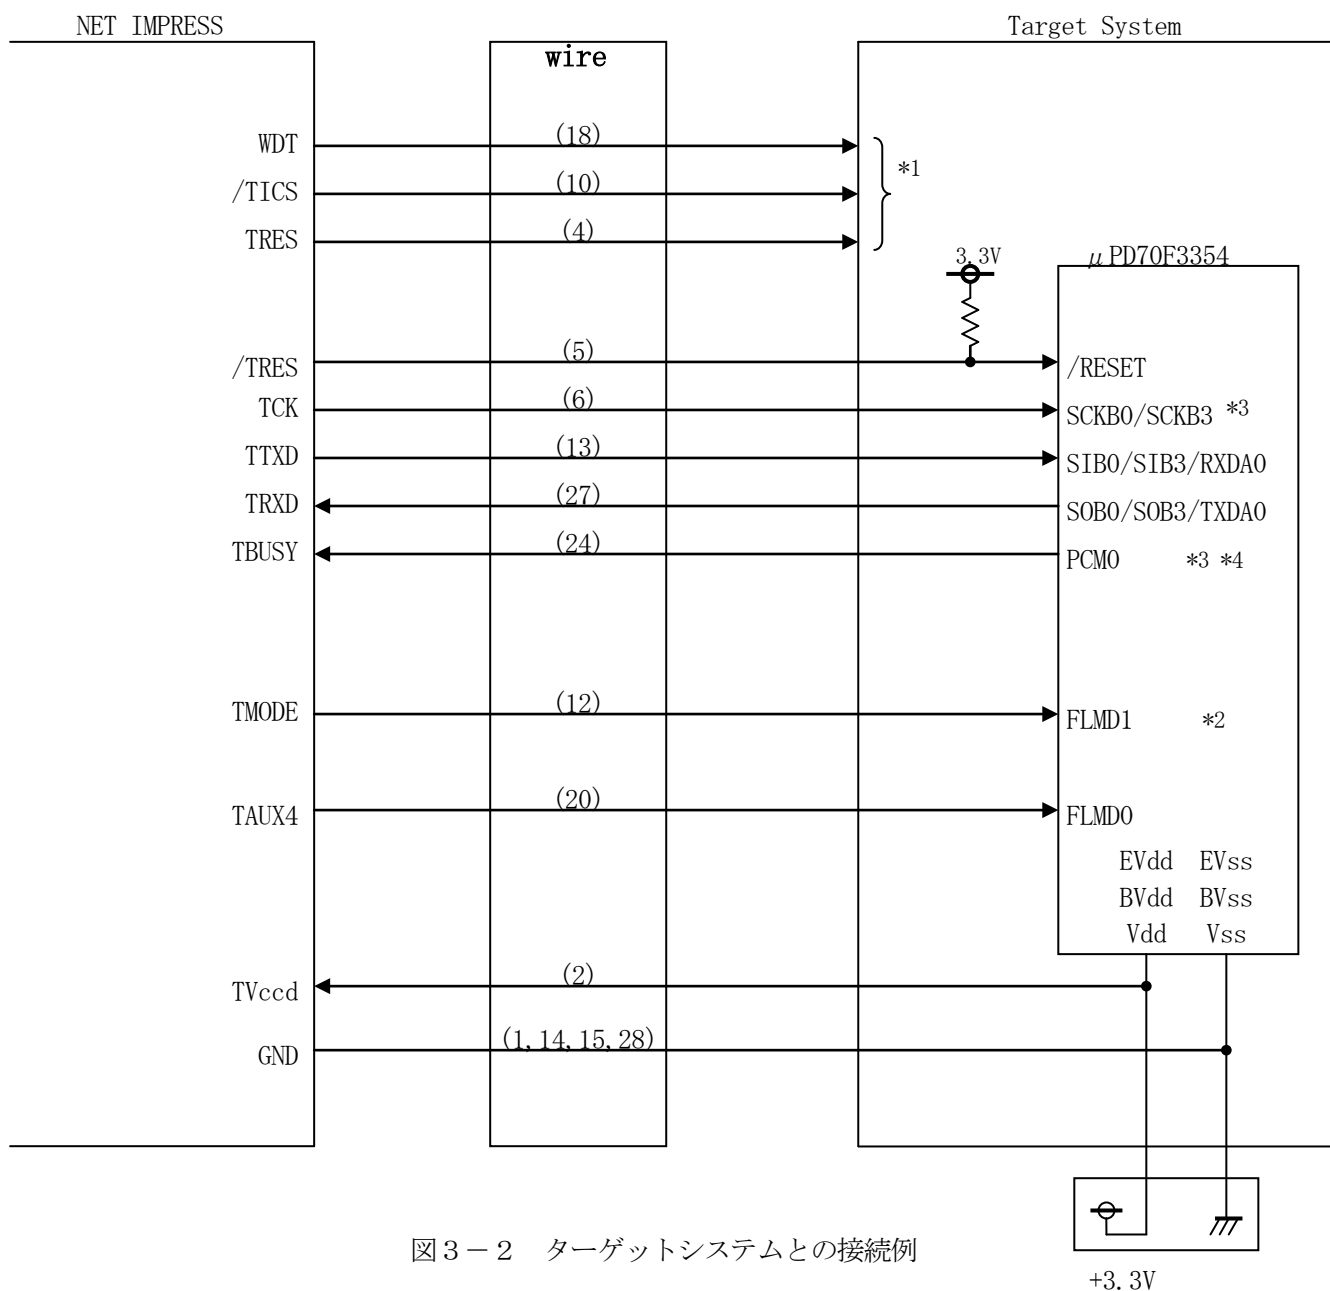 NET IMPRESS
Target System
wire
WDT (18)
*1
/TICS (10)
TRES (4)
3.3V
μPD70F3354
/TRES (5) /RESET
TCK (6) SCKB0/SCKB3 *3
TTXD (13) SIB0/SIB3/RXDA0
TRXD (27) SOB0/SOB3/TXDA0
TBUSY (24) PCM0 *3 *4
TMODE (12) FLMD1 *2
TAUX4 (20) FLMD0
EVdd EVss
BVdd BVss
Vdd Vss
TVccd (2)
GND (1,14,15,28)
図3-2 ターゲットシステムとの接続例
+3.3V